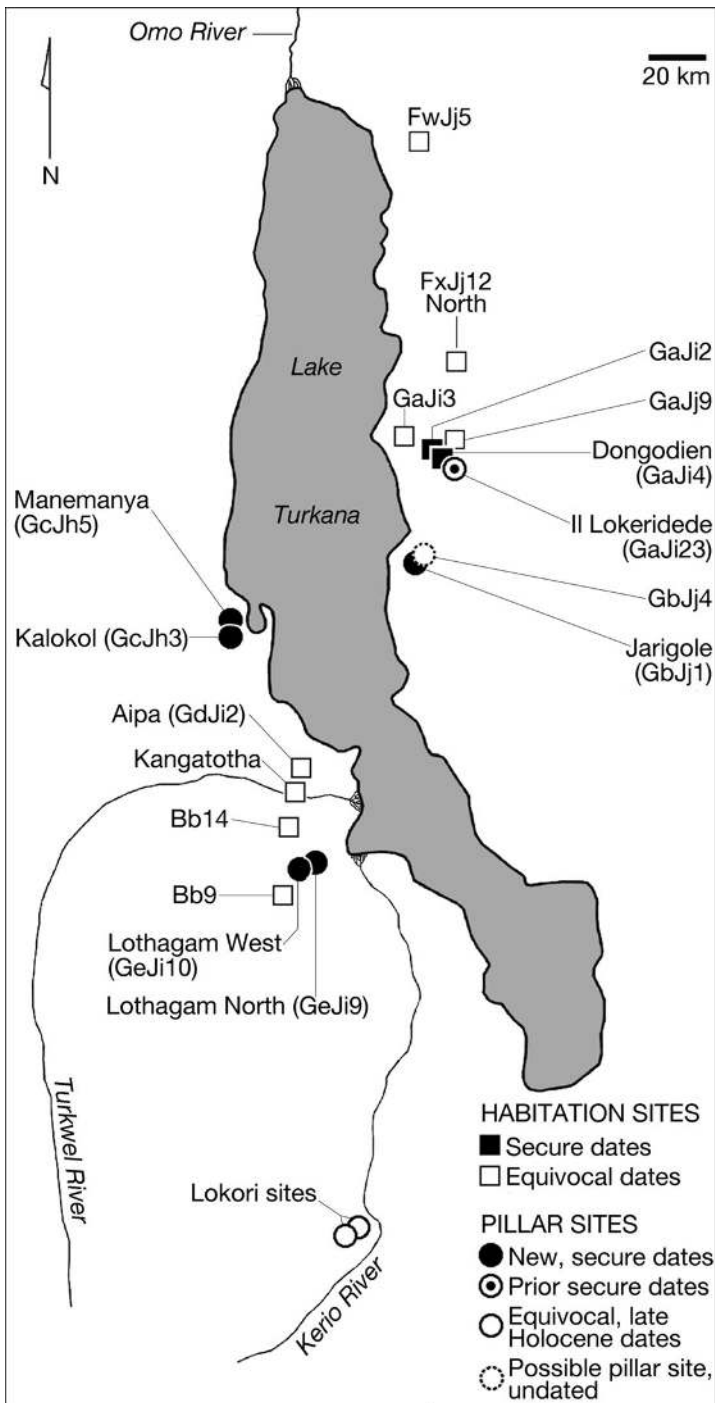 Omo River
20 km
N
FwJj5
FxJj12
North
GaJi2
GaJi3
GaJj9
Lake
Dongodien
(GaJi4)
Manemanya
(GcJh5)
Turkana
Il Lokeridede
(GaJi23)
GbJj4
Kalokol (GcJh3)
Jarigole
(GbJj1)
Aipa (GdJi2)
Kangatotha
Bb14
Bb9
Lothagam West
(GeJi10)
Lothagam North (GeJi9)
Turkwel River
Lokori sites
Kerio River
HABITATION SITES
Secure dates
Equivocal dates
PILLAR SITES
New, secure dates
Prior secure dates
Equivocal, late
Holocene dates
Possible pillar site,
undated